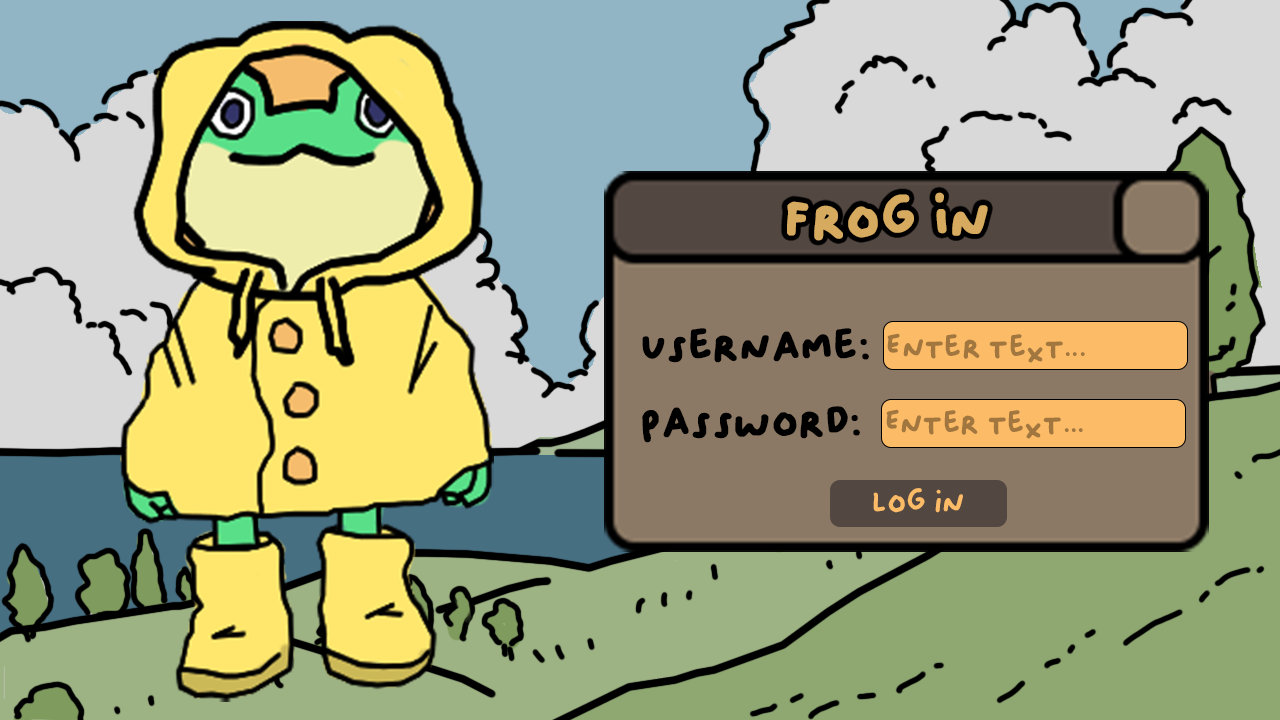 FROG IN
USERNAME: ENTER TEXT...
PASSWORD: ENTER TEXT...
LOG IN